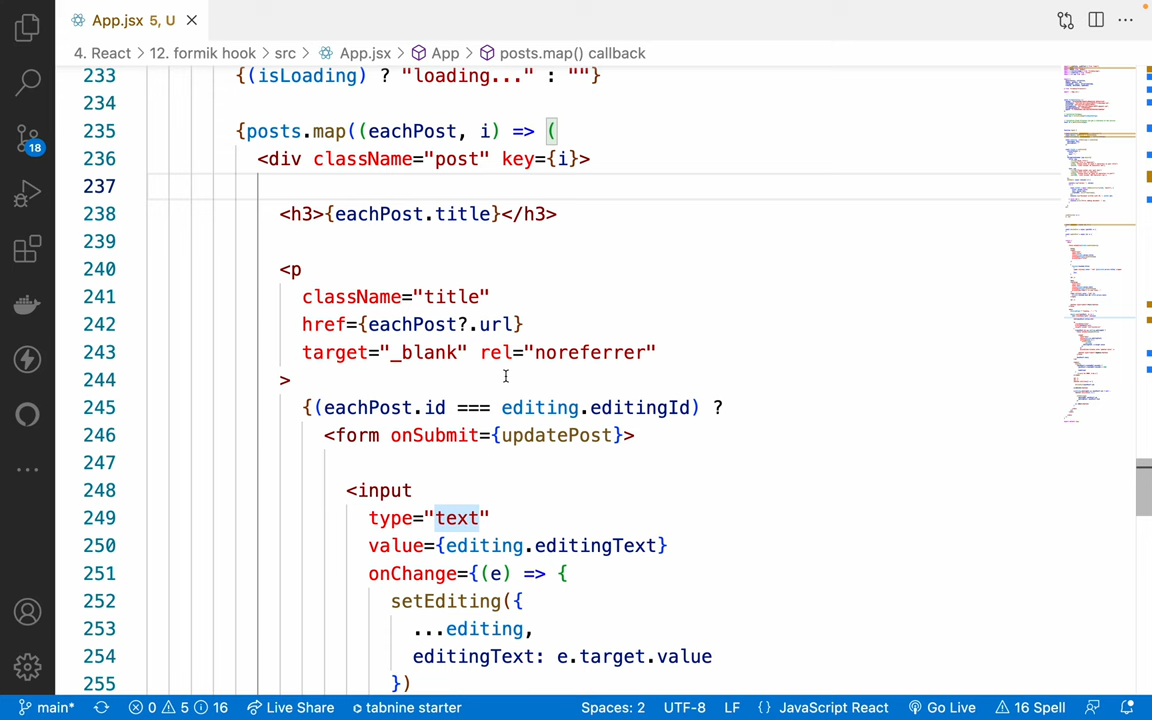 App.jsx 5, U
4. React > 12. formik hook > src > App.jsx > App > posts.map() callback
233 {(isLoading) ? "loading..." : ""}
234
235 {posts.map((eachPost, i) => (
236 <div className="post" key={i}>
237
238 <h3>{eachPost.title}</h3>
239
240 <p
241 className="title"
242 href={eachPost?.url}
243 target="_blank" rel="noreferrer"
244 >
245 {(eachPost.id === editing.editingId) ?
246 <form onSubmit={updatePost}>
247
248 <input
249 type="text"
250 value={editing.editingText}
251 onChange={(e) => {
252 setEditing({
253 ...editing,
254 editingText: e.target.value
255 })
18
main* 0 5 16 Live Share tabnine starter Spaces: 2 UTF-8 LF {} JavaScript React Go Live 16 Spell